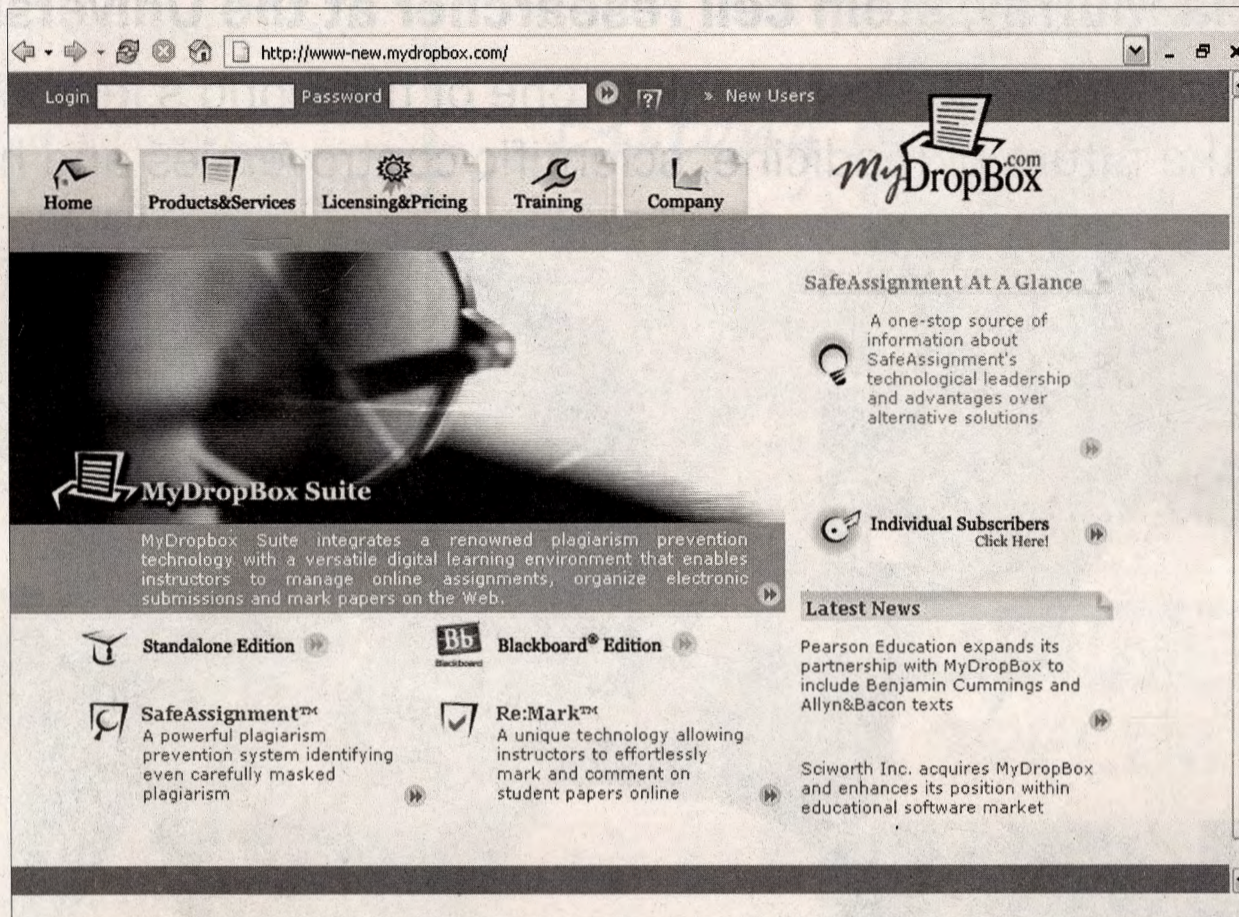 http://www-new.mydropbox.com/
Login
Password
[?]
» New Users
MyDropBox.com
Home
Products&Services
Licensing&Pricing
Training
Company
SafeAssignment At A Glance
A one-stop source of
information about
SafeAssignment's
technological leadership
and advantages over
alternative solutions
MyDropBox Suite
MyDropbox Suite integrates a renowned plagiarism prevention
technology with a versatile digital learning environment that enables
instructors to manage online assignments, organize electronic
submissions and mark papers on the Web.
Individual Subscribers
Click Here!
Standalone Edition
Bb
Blackboard
Blackboard® Edition
SafeAssignment™
A powerful plagiarism
prevention system identifying
even carefully masked
plagiarism
Re:Mark™
A unique technology allowing
instructors to effortlessly
mark and comment on
student papers online
Latest News
Pearson Education expands its
partnership with MyDropBox to
include Benjamin Cummings and
Allyn&Bacon texts
Sciworth Inc. acquires MyDropBox
and enhances its position within
educational software market